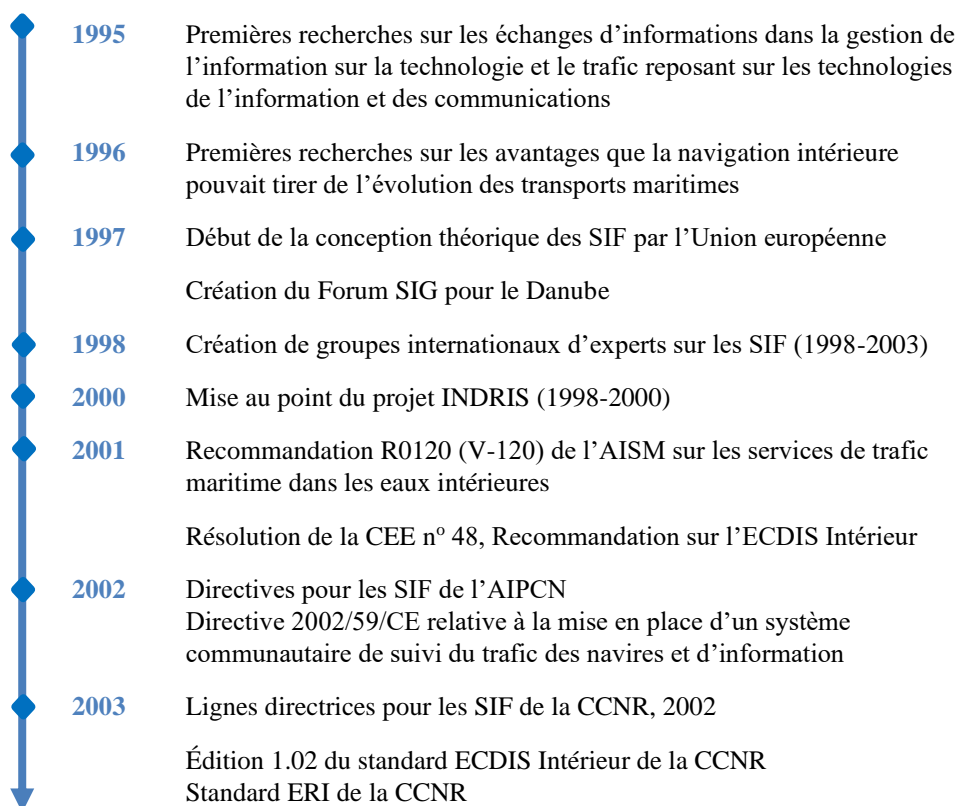 1995 Premières recherches sur les échanges d’informations dans la gestion de
l’information sur la technologie et le trafic reposant sur les technologies
de l’information et des communications
1996 Premières recherches sur les avantages que la navigation intérieure
pouvait tirer de l’évolution des transports maritimes
1997 Début de la conception théorique des SIF par l’Union européenne
Création du Forum SIG pour le Danube
1998 Création de groupes internationaux d’experts sur les SIF (1998-2003)
2000 Mise au point du projet INDRIS (1998-2000)
2001 Recommandation R0120 (V-120) de l’AISM sur les services de trafic
maritime dans les eaux intérieures
Résolution de la CEE nº 48, Recommandation sur l’ECDIS Intérieur
2002 Directives pour les SIF de l’AIPCN
Directive 2002/59/CE relative à la mise en place d’un système
communautaire de suivi du trafic des navires et d’information
2003 Lignes directrices pour les SIF de la CCNR, 2002
Édition 1.02 du standard ECDIS Intérieur de la CCNR
Standard ERI de la CCNR